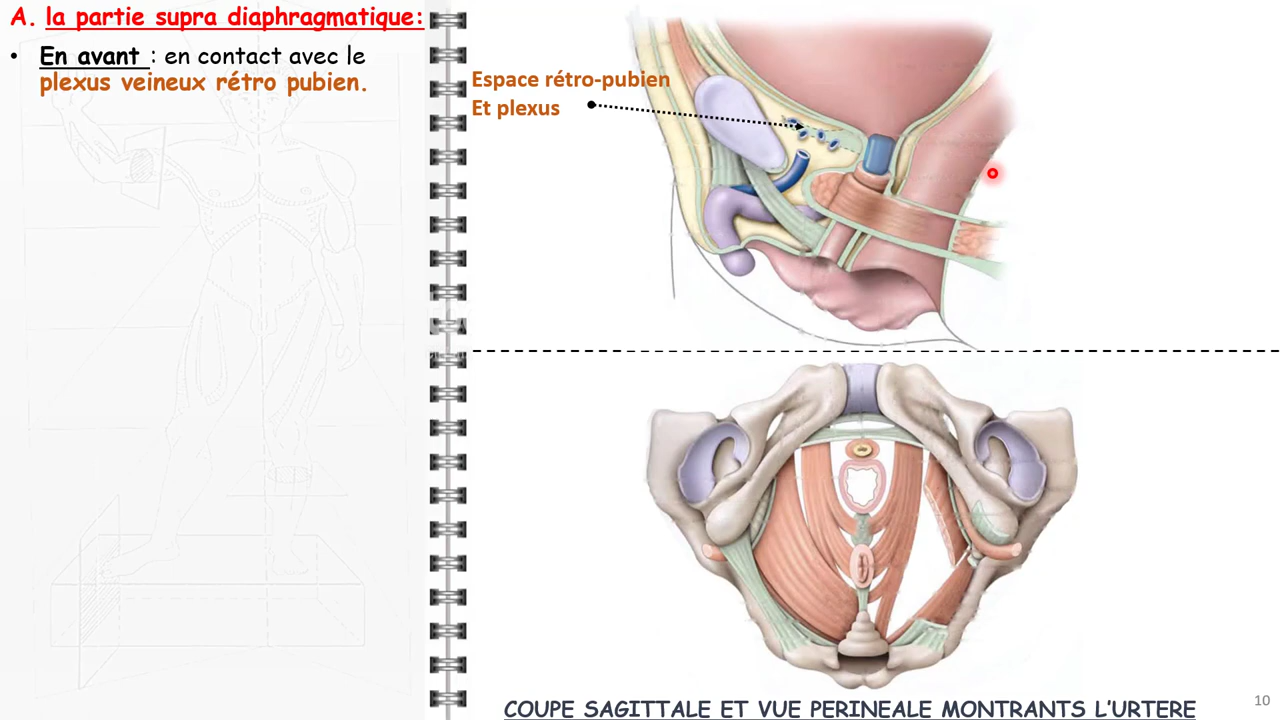 A. la partie supra diaphragmatique:
• En avant : en contact avec le
plexus veineux rétro pubien.
Espace rétro-pubien
Et plexus
COUPE SAGITTALE ET VUE PERINEALE MONTRANTS L'URTERE
10